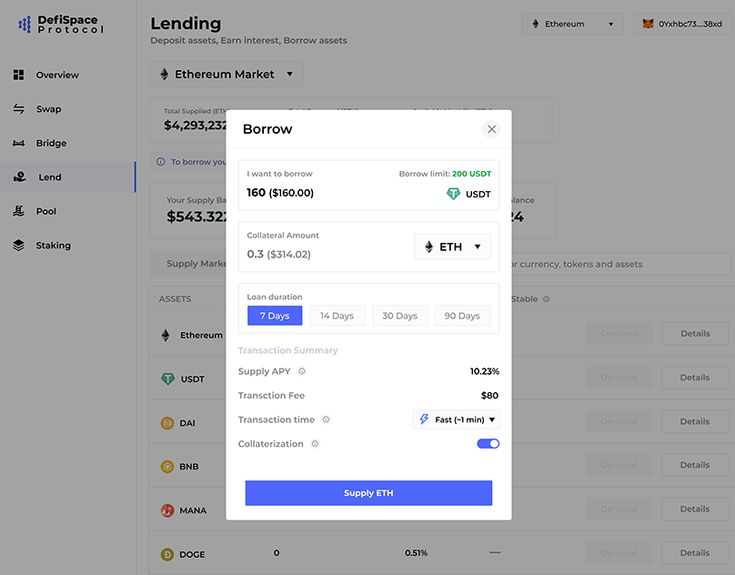 DefiSpace
Protocol
Lending
Deposit assets, Earn interest, Borrow assets
Ethereum
0Yxhbc73....38xd
Overview
Swap
Bridge
Lend
Pool
Staking
Ethereum Market
Total Supplied (ETH
$4,293,232
To borrow you
Your Supply Ba
$543.322
lance
24
Supply Marke
or currency, tokens and assets
ASSETS
Stable
Ethereum
Demand
Details
USDT
Demand
Details
DAI
Demand
Details
BNB
Demand
Details
MANA
Demand
Details
DOGE
0
0.51%
—
Demand
Details
Borrow
I want to borrow
Borrow limit: 200 USDT
160 ($160.00)
USDT
Collateral Amount
0.3 ($314.02)
ETH
Loan duration
7 Days
14 Days
30 Days
90 Days
Transaction Summary
Supply APY
10.23%
Transction Fee
$80
Transaction time
Fast (~1 min)
Collaterization
Supply ETH